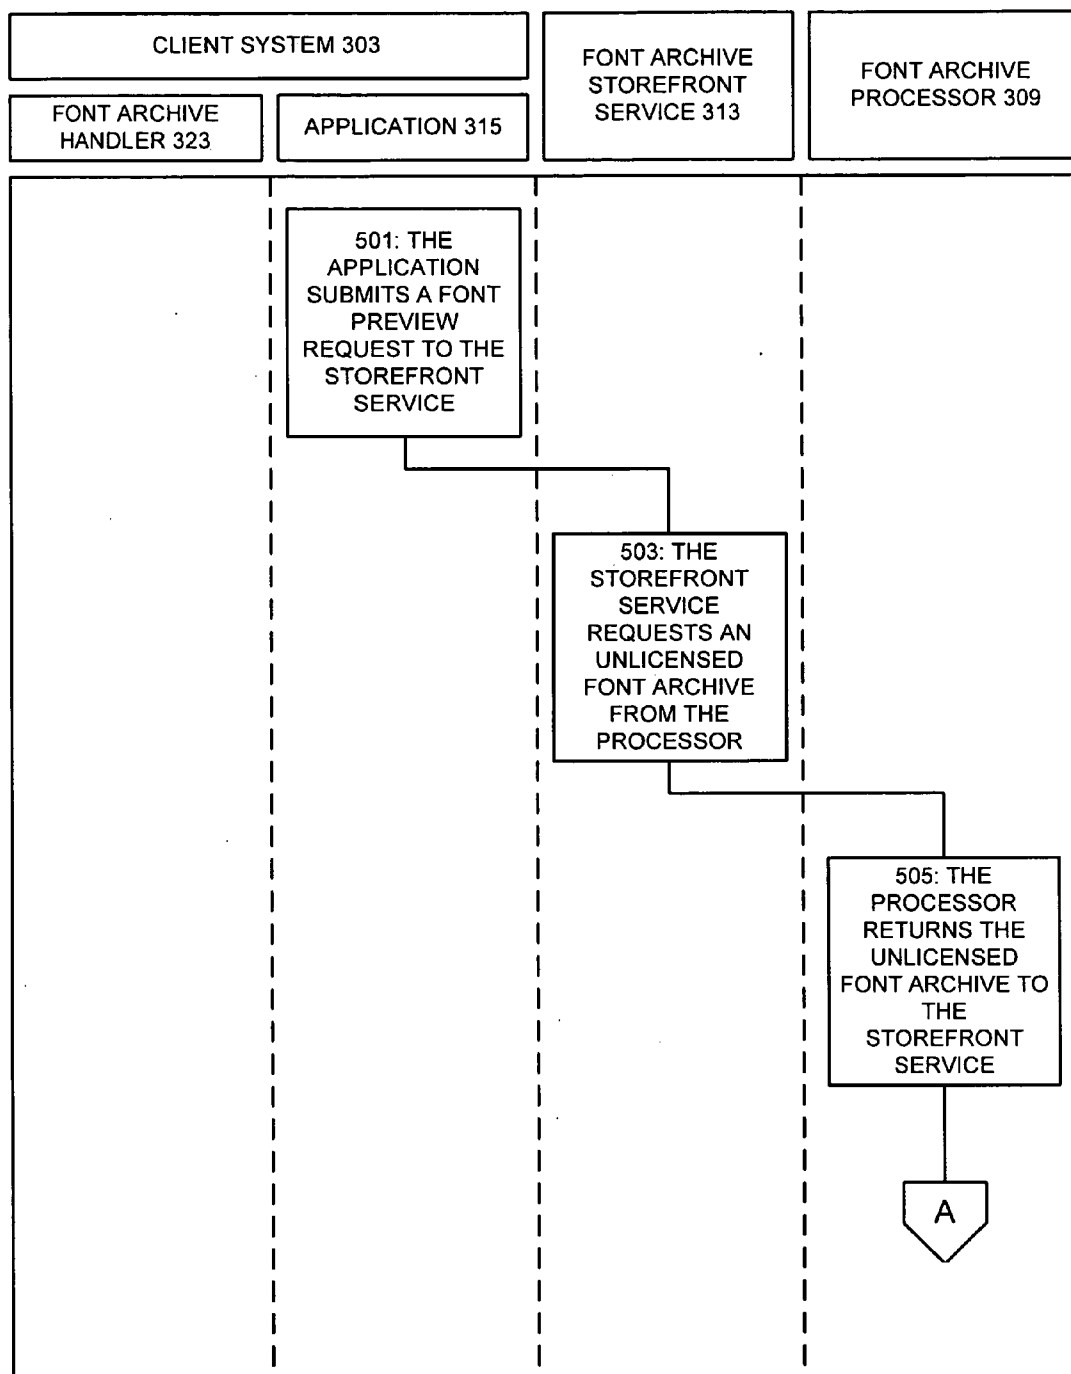 CLIENT SYSTEM 303
FONT ARCHIVE
HANDLER 323
APPLICATION 315
FONT ARCHIVE
STOREFRONT
SERVICE 313
FONT ARCHIVE
PROCESSOR 309
501: THE
APPLICATION
SUBMITS A FONT
PREVIEW
REQUEST TO THE
STOREFRONT
SERVICE
503: THE
STOREFRONT
SERVICE
REQUESTS AN
UNLICENSED
FONT ARCHIVE
FROM THE
PROCESSOR
505: THE
PROCESSOR
RETURNS THE
UNLICENSED
FONT ARCHIVE TO
THE
STOREFRONT
SERVICE
A